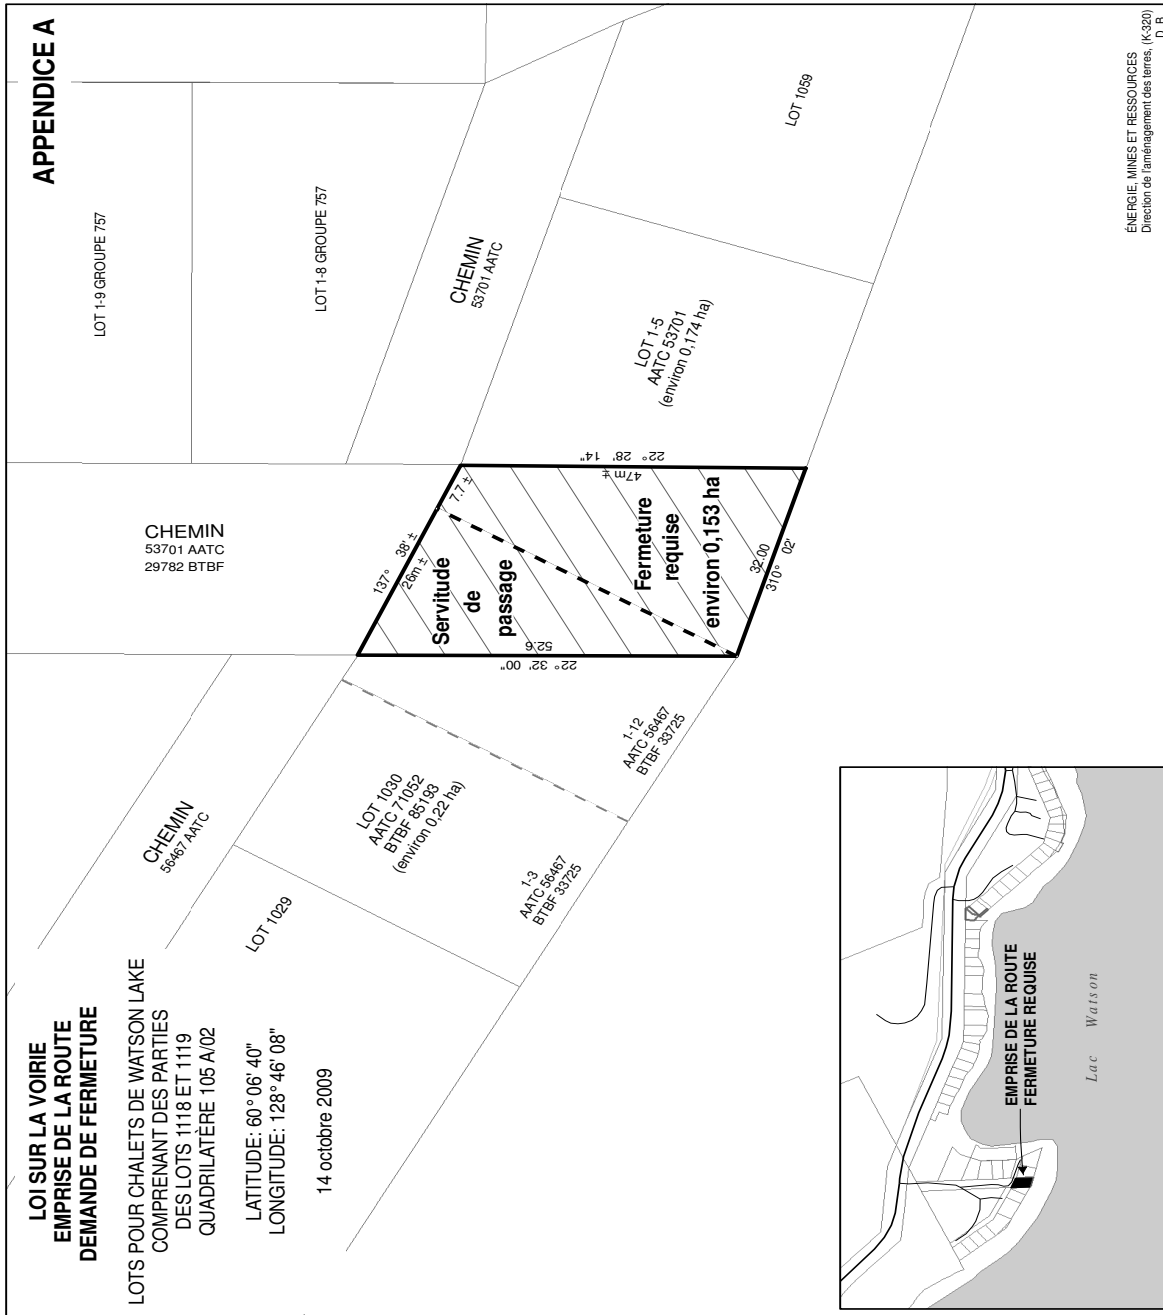 APPENDICE A
LOI SUR LA VOIRIE
EMPRISE DE LA ROUTE
DEMANDE DE FERMETURE
LOTS POUR CHALETS DE WATSON LAKE
COMPRENANT DES PARTIES
DES LOTS 1118 ET 1119
QUADRILATÈRE 105 A/02
LATITUDE: 60° 06' 40"
LONGITUDE: 128° 46' 08"
14 octobre 2009
LOT 1-9 GROUPE 757
LOT 1-8 GROUPE 757
CHEMIN
53701 AATC
CHEMIN
53701 AATC
29782 BTBF
CHEMIN
56467 AATC
LOT 1059
LOT 1-5
AATC 53701
(environ 0,174 ha)
LOT 1029
LOT 1030
AATC 71052
BTBF 85193
(environ 0,22 ha)
1-3
AATC 56467
BTBF 33725
1-12
AATC 56467
BTBF 33725
137° 38' ±
26m ±
7.7 ±
22° 28' 14"
47m ±
22° 32' 00"
52.6
32.00
310° 02'
Servitude
de
passage
Fermeture
requise
environ 0,153 ha
EMPRISE DE LA ROUTE
FERMETURE REQUISE
Lac Watson
ÉNERGIE, MINES ET RESSOURCES
Direction de l'aménagement des terres, (K-320)
D. B.